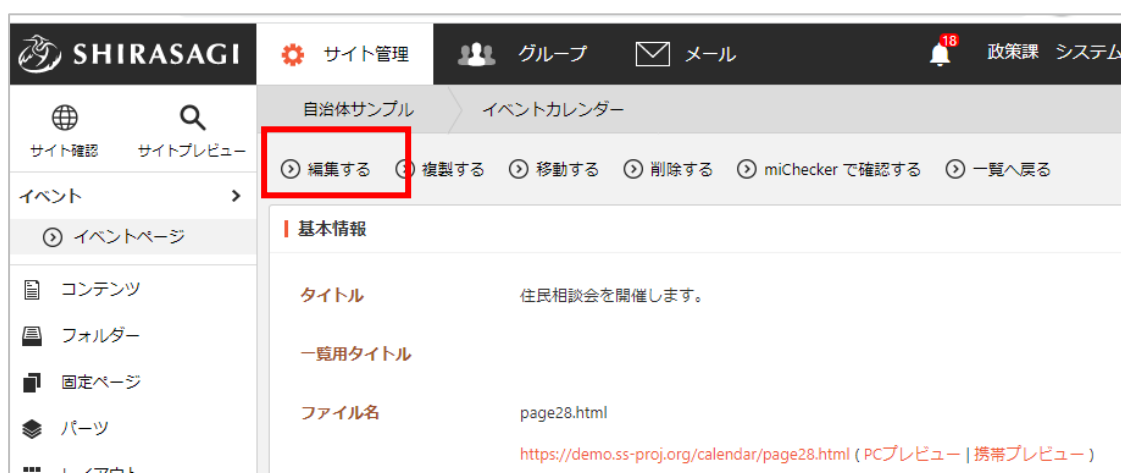 SHIRASAGI サイト管理 グループ メール 18 政策課 システム
サイト確認 サイトプレビュー
自治体サンプル イベントカレンダー
編集する 複製する 移動する 削除する miChecker で確認する 一覧へ戻る
イベント
イベントページ
コンテンツ
フォルダー
固定ページ
パーツ
レイアウト
基本情報
タイトル 住民相談会を開催します。
一覧用タイトル
ファイル名 page28.html
https://demo.ss-proj.org/calendar/page28.html ( PCプレビュー | 携帯プレビュー )